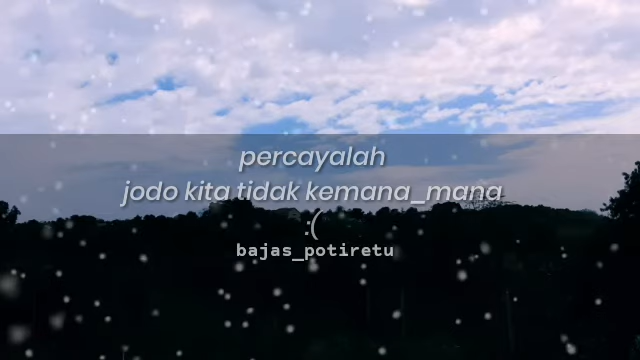 percayalah
jodo kita tidak kemana_mana
:(
bajas_potiretu